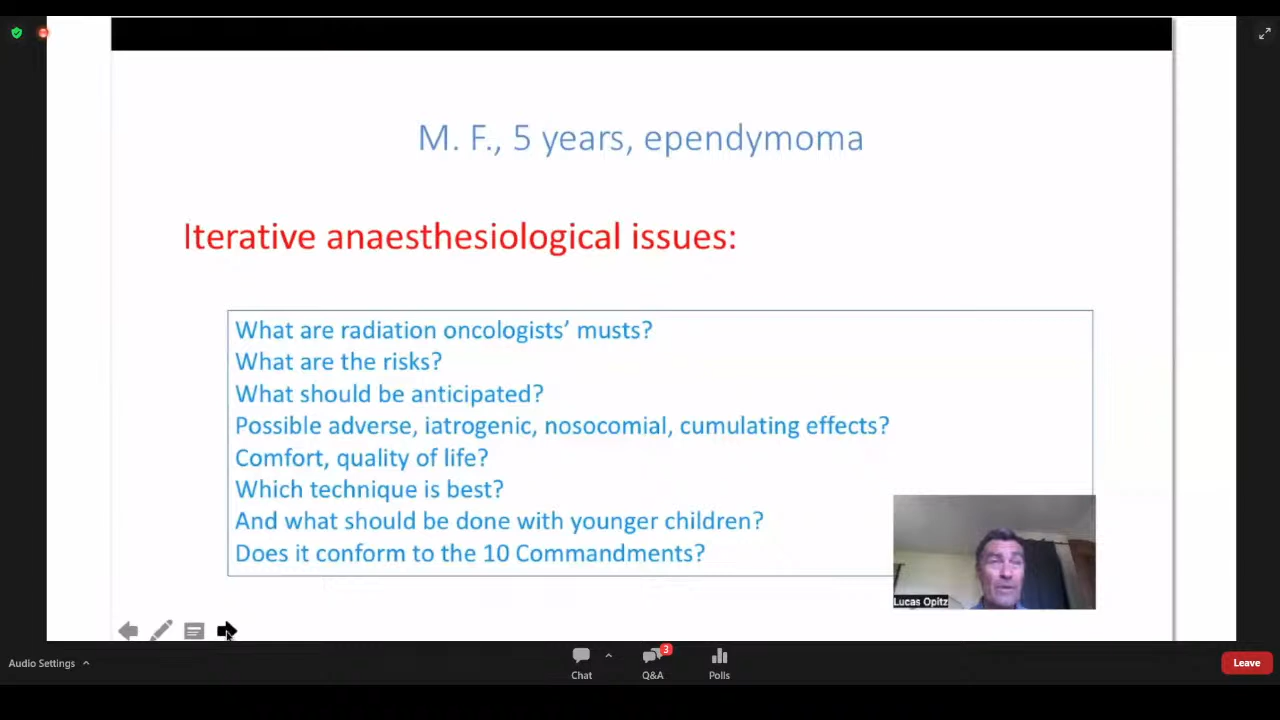 M. F., 5 years, ependymoma
Iterative anaesthesiological issues:
What are radiation oncologists’ musts?
What are the risks?
What should be anticipated?
Possible adverse, iatrogenic, nosocomial, cumulating effects?
Comfort, quality of life?
Which technique is best?
And what should be done with younger children?
Does it conform to the 10 Commandments?
Lucas Opitz
Audio Settings
Chat
3
Q&A
Polls
Leave